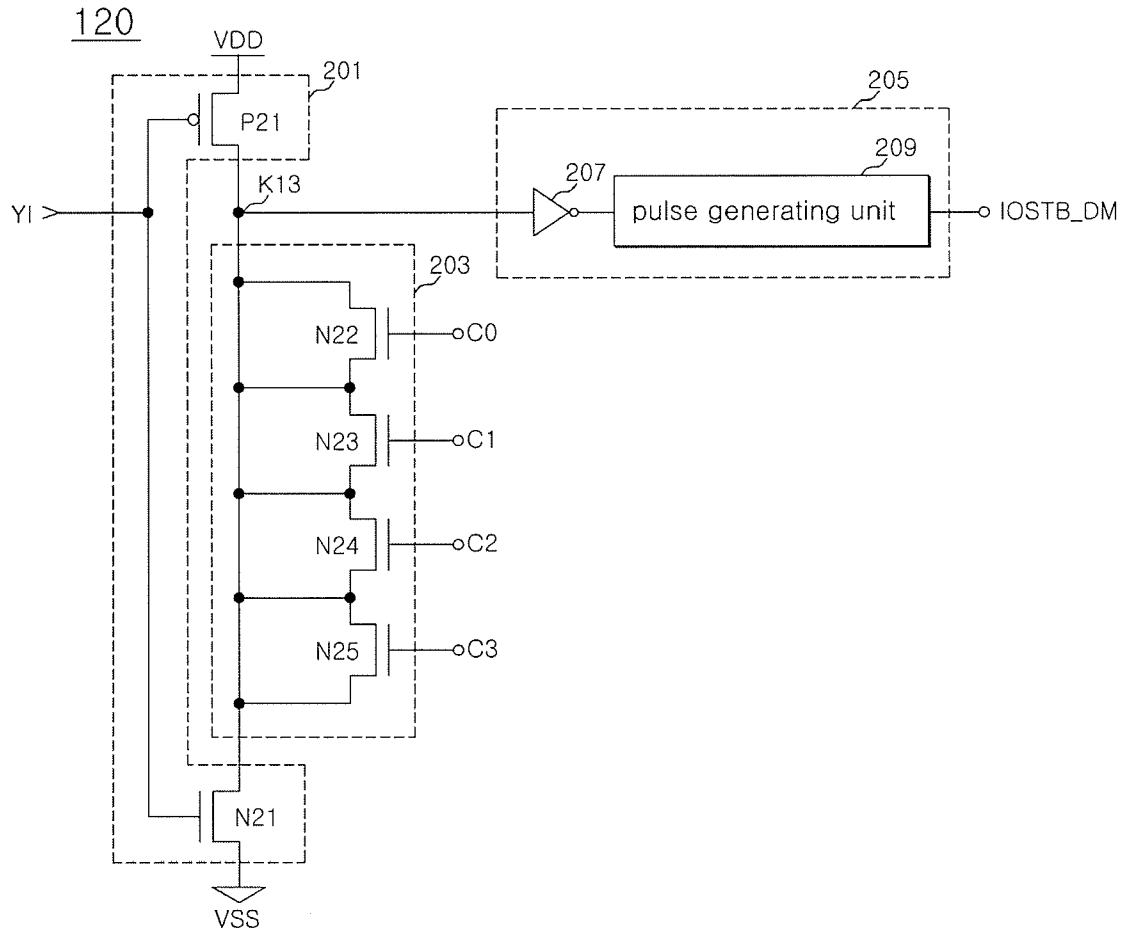 120
VDD
201
P21
205
209
207
K13
YI
pulse generating unit
IOSTB_DM
203
N22
C0
N23
C1
N24
C2
N25
C3
N21
VSS